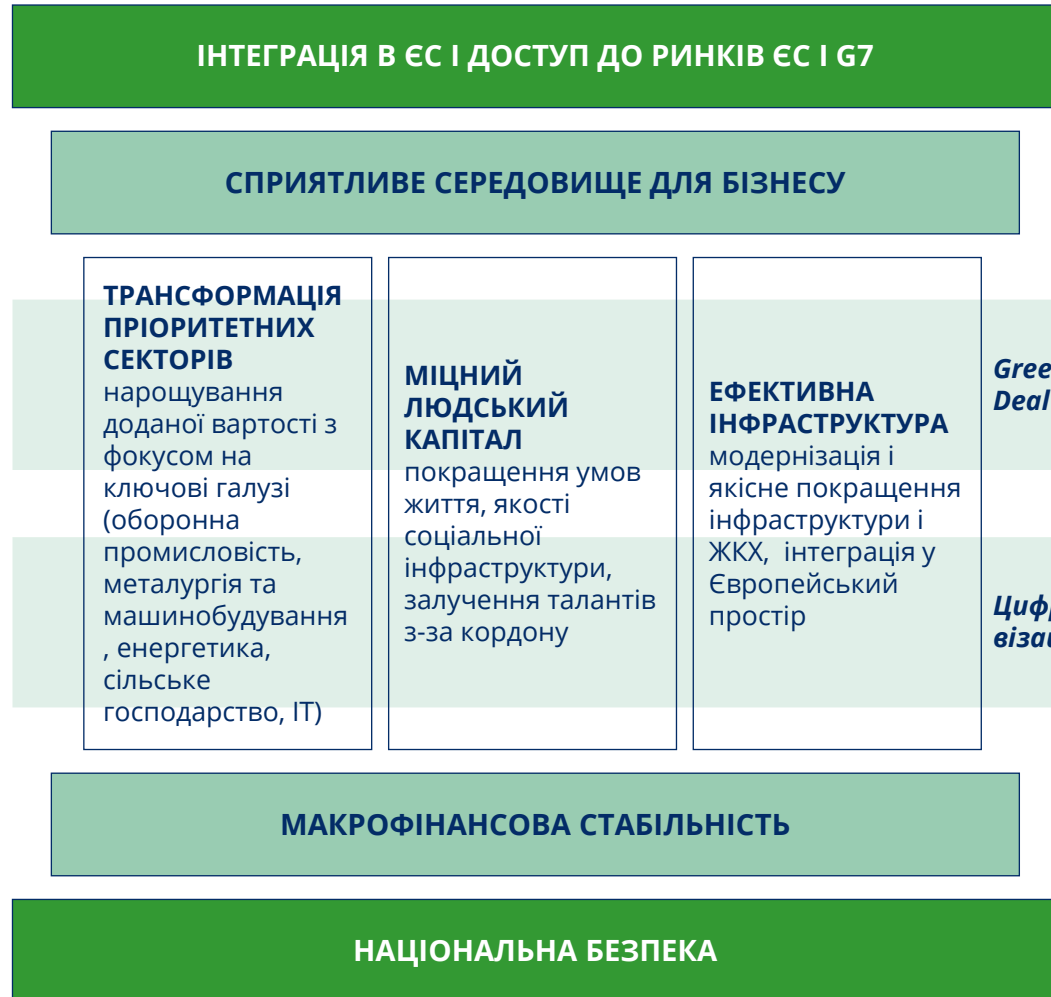 ІНТЕГРАЦІЯ В ЄС І ДОСТУП ДО РИНКІВ ЄС І G7
СПРИЯТЛИВЕ СЕРЕДОВИЩЕ ДЛЯ БІЗНЕСУ
ТРАНСФОРМАЦІЯ
ПРІОРИТЕТНИХ
СЕКТОРІВ
нарощування
доданої вартості з
фокусом на
ключові галузі
(оборонна
промисловість,
металургія та
машинобудування
, енергетика,
сільське
господарство, ІТ)
МІЦНИЙ
ЛЮДСЬКИЙ
КАПІТАЛ
покращення умов
життя, якості
соціальної
інфраструктури,
залучення талантів
з-за кордону
ЕФЕКТИВНА
ІНФРАСТРУКТУРА
модернізація і
якісне покращення
інфраструктури і
ЖКХ,  інтеграція у
Європейський
простір
Deal
МАКРОФІНАНСОВА СТАБІЛЬНІСТЬ
НАЦІОНАЛЬНА БЕЗПЕКА